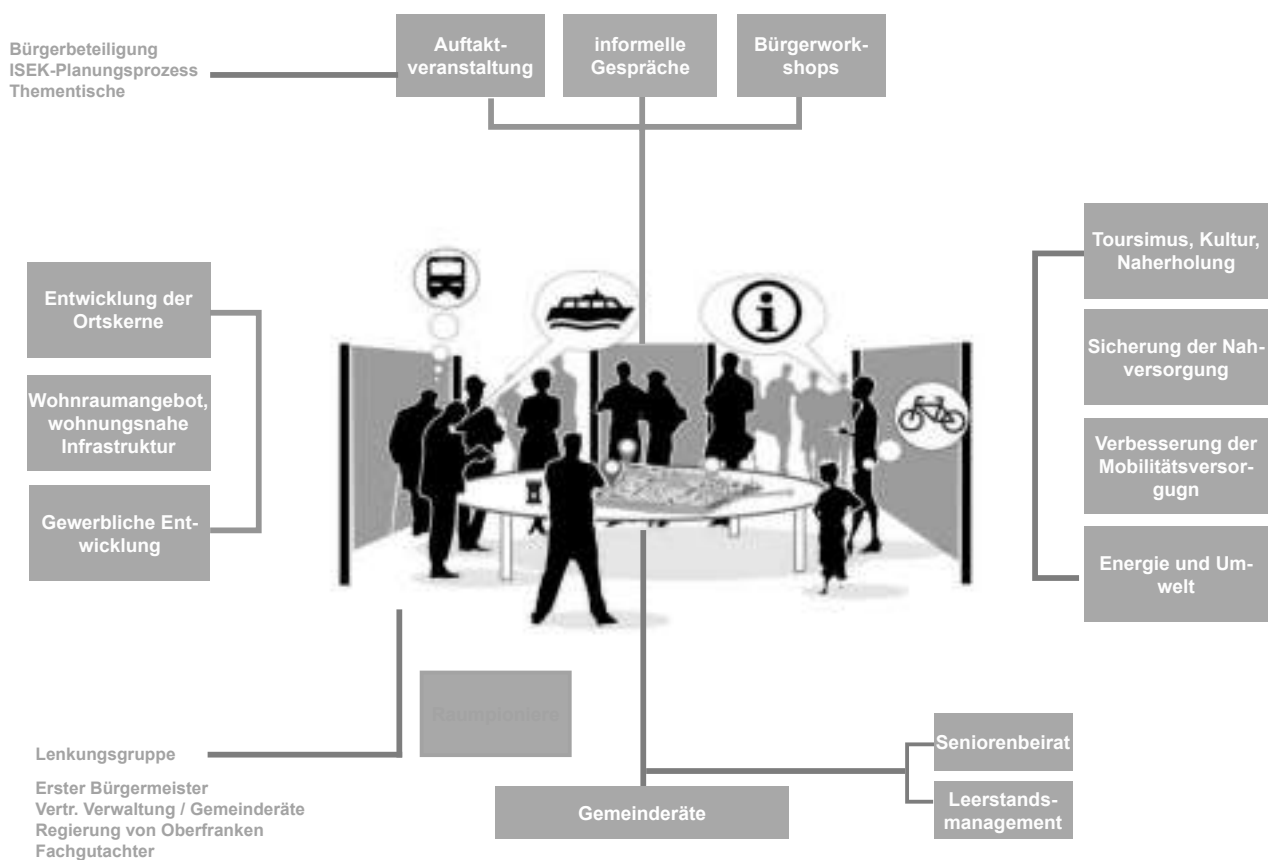 Bürgerbeteiligung
ISEK-Planungsprozess
Thementische
Auftakt-
veranstaltung
informelle
Gespräche
Bürgerwork-
shops
Entwicklung der
Ortskerne
Wohnraumangebot,
wohnungsnahe
Infrastruktur
Gewerbliche Ent-
wicklung
Toursimus, Kultur,
Naherholung
Sicherung der Nah-
versorgung
Verbesserung der
Mobilitätsversor-
gugn
Energie und Um-
welt
Raumpioniere
Lenkungsgruppe
Erster Bürgermeister
Vertr. Verwaltung / Gemeinderäte
Regierung von Oberfranken
Fachgutachter
Gemeinderäte
Seniorenbeirat
Leerstands-
management